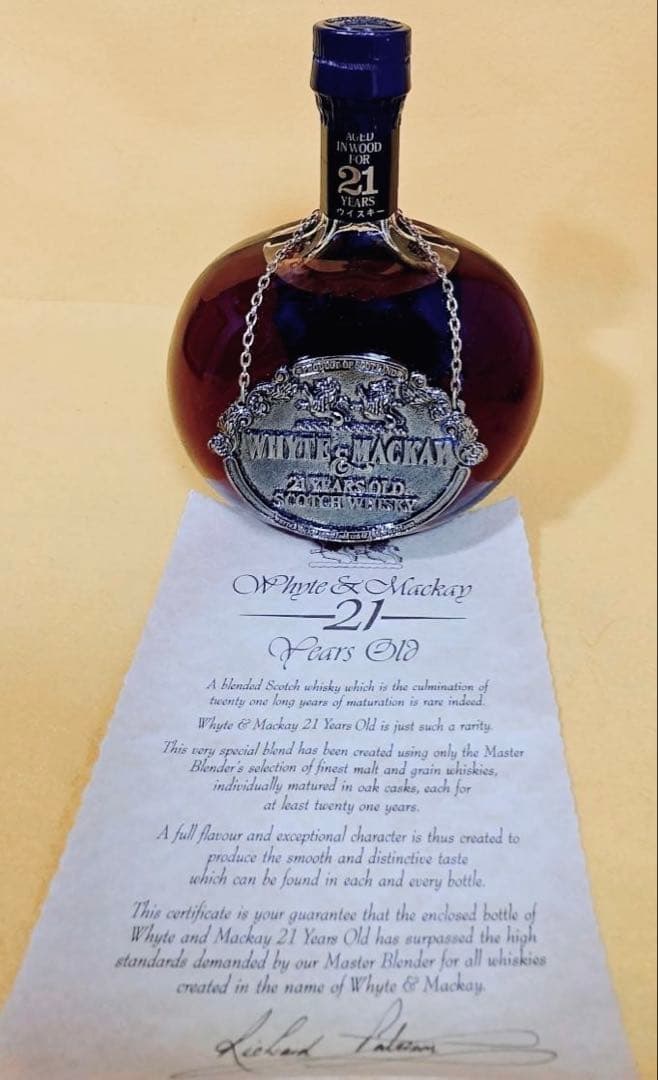 AGED
IN WOOD
FOR
21
YEARS
ウイスキー
PRODUCT OF SCOTLAND
WHYTE & MACKAY
21 YEARS OLD
SCOTCH WHISKY
Whyte & Mackay
21
Years Old
A blended Scotch whisky which is the culmination of
twenty one long years of maturation is rare indeed.
Whyte & Mackay 21 Years Old is just such a rarity.
This very special blend has been created using only the Master
Blender's selection of finest malt and grain whiskies,
individually matured in oak casks, each for
at least twenty one years.
A full flavour and exceptional character is thus created to
produce the smooth and distinctive taste
which can be found in each and every bottle.
This certificate is your guarantee that the enclosed bottle of
Whyte and Mackay 21 Years Old has surpassed the high
standards demanded by our Master Blender for all whiskies
created in the name of Whyte & Mackay.
Richard Paterson